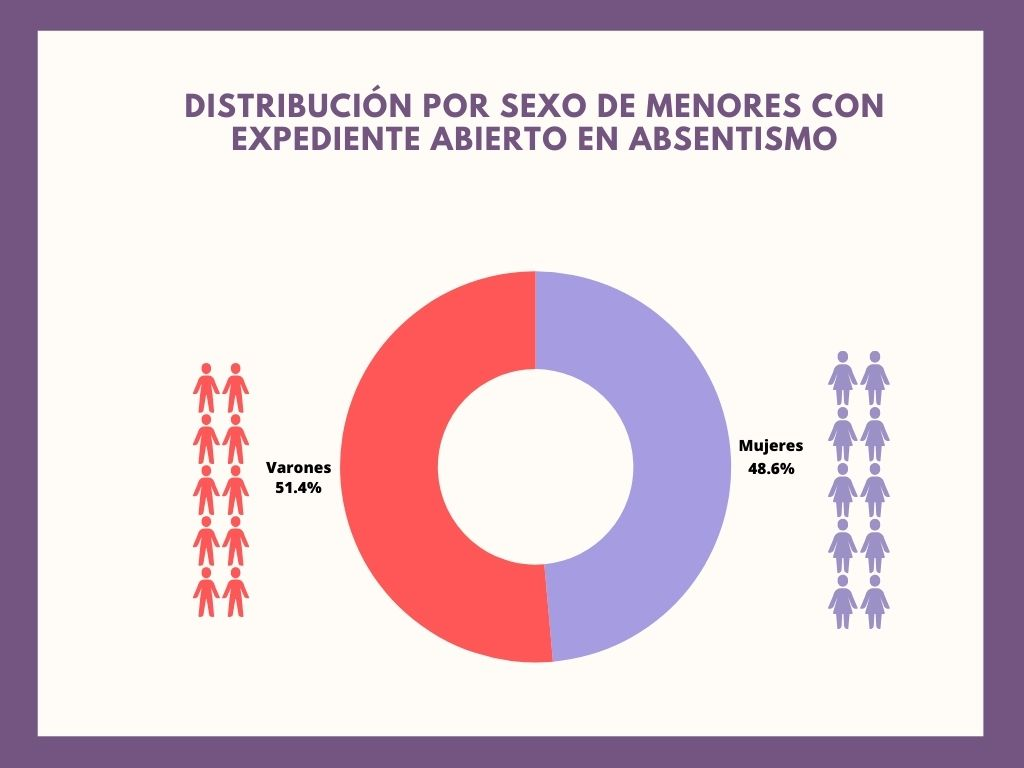 DISTRIBUCIÓN POR SEXO DE MENORES CON
EXPEDIENTE ABIERTO EN ABSENTISMO
Varones
51.4%
Mujeres
48.6%